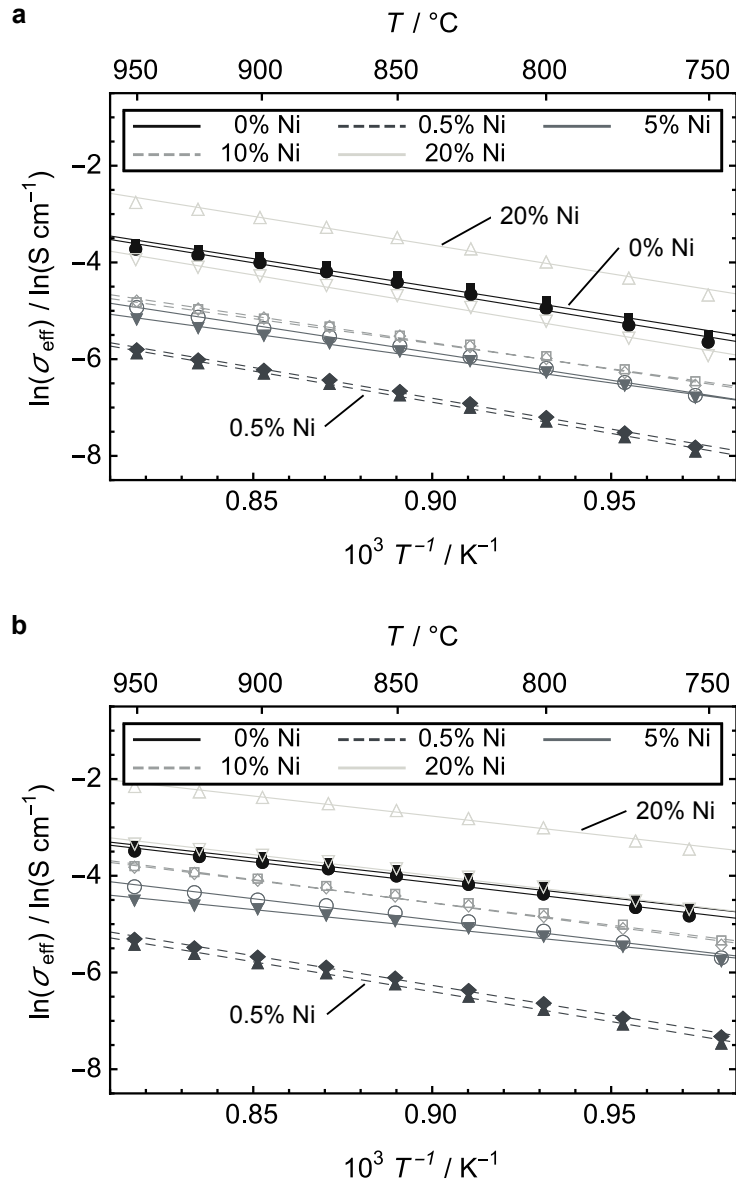 a
T / °C
950 900 850 800 750
0% Ni 0.5% Ni 5% Ni
10% Ni 20% Ni
−2
20% Ni
0% Ni
−4
−6
0.5% Ni
−8
ln(σeff) / ln(S cm−1)
0.85 0.90 0.95
10³ T⁻¹ / K⁻¹
b
T / °C
950 900 850 800 750
0% Ni 0.5% Ni 5% Ni
10% Ni 20% Ni
−2
20% Ni
−4
−6
0.5% Ni
−8
ln(σeff) / ln(S cm−1)
0.85 0.90 0.95
10³ T⁻¹ / K⁻¹